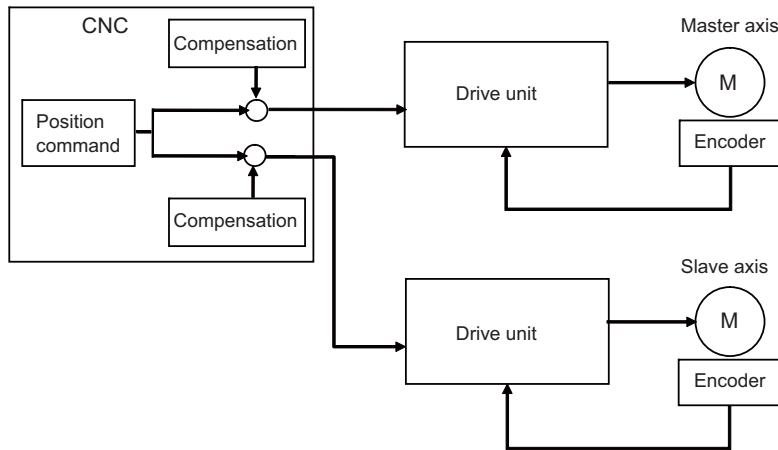 CNC
Compensation
Position
command
Compensation
Drive unit
Master axis
M
Encoder
Drive unit
Slave axis
M
Encoder